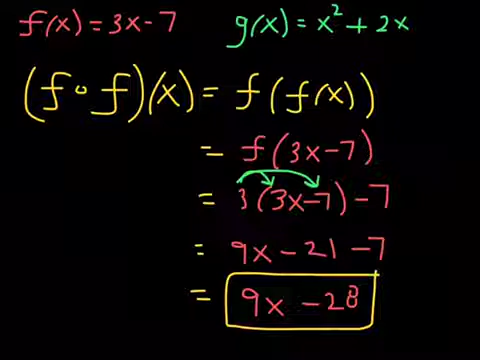 f(x) = 3x - 7 g(x) = x² + 2x
(f∘f)(x) = f(f(x))
= f(3x-7)
= 3(3x-7) - 7
= 9x - 21 - 7
= 9x - 28